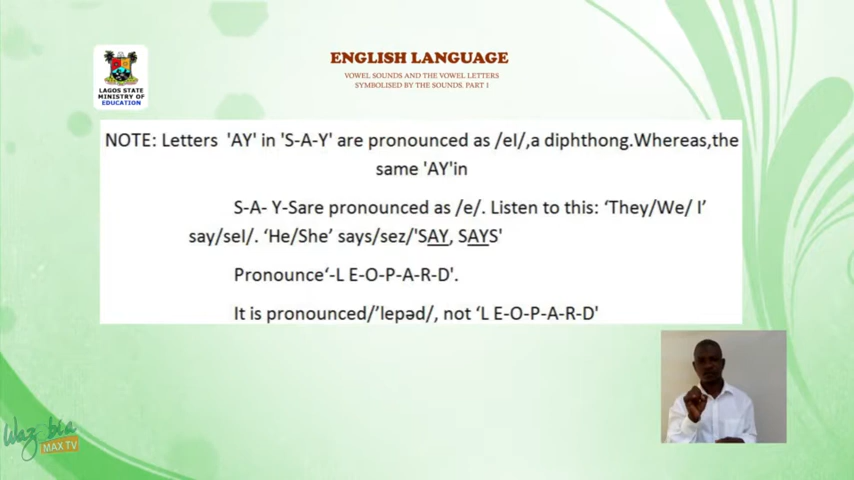 ENGLISH LANGUAGE
VOWEL SOUNDS AND THE VOWEL LETTERS
SYMBOLISED BY THE SOUNDS. PART 1
LAGOS STATE
MINISTRY OF
EDUCATION
NOTE: Letters 'AY' in 'S-A-Y' are pronounced as /eI/,a diphthong.Whereas,the
same 'AY'in
S-A- Y-Sare pronounced as /e/. Listen to this: ‘They/We/ I’
say/seI/. ‘He/She’ says/sez/'SAY, SAYS'
Pronounce‘-L E-O-P-A-R-D'.
It is pronounced/’lepəd/, not ‘L E-O-P-A-R-D'
Wazobia
MAX TV